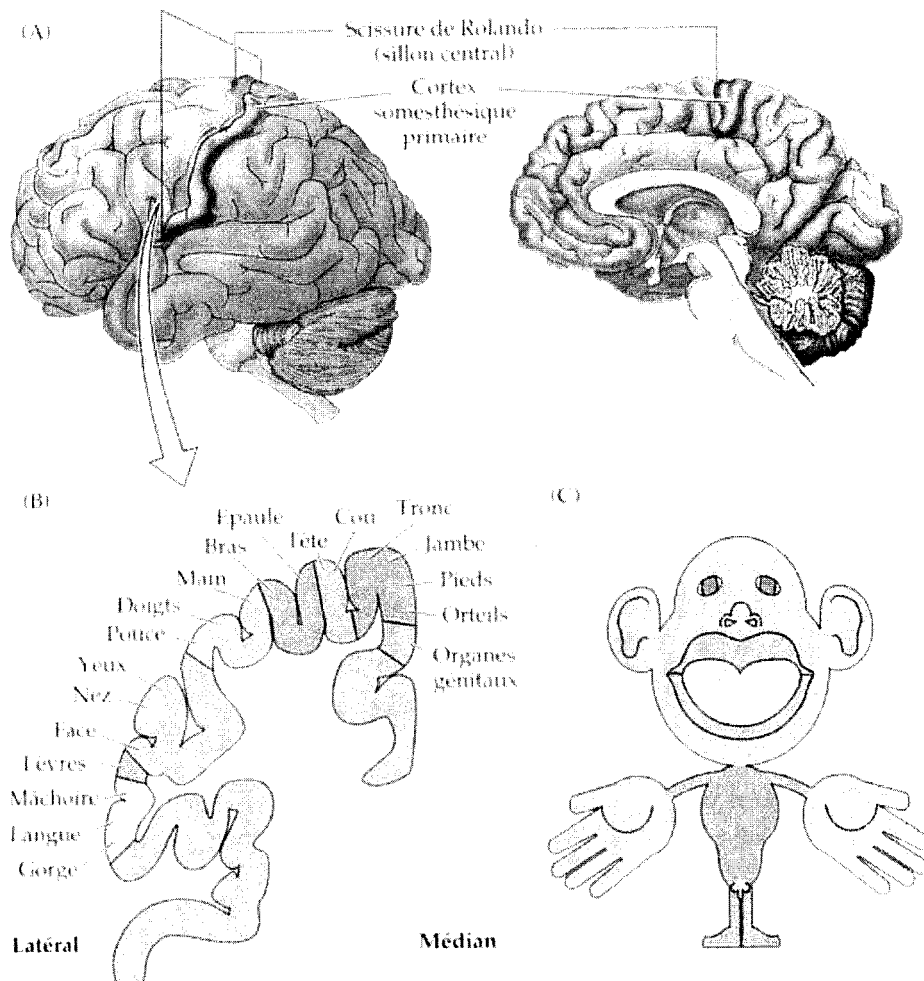 (A)
Scissure de Rolando
(sillon central)
Cortex
somesthésique
primaire
(B)
Epaule
Bras
Main
Doigts
Pouce
Yeux
Nez
Face
Lèvres
Mâchoire
Langue
Gorge
Tête
Cou
Tronc
Jambe
Pieds
Orteils
Organes
génitaux
Latéral
Médian
(C)